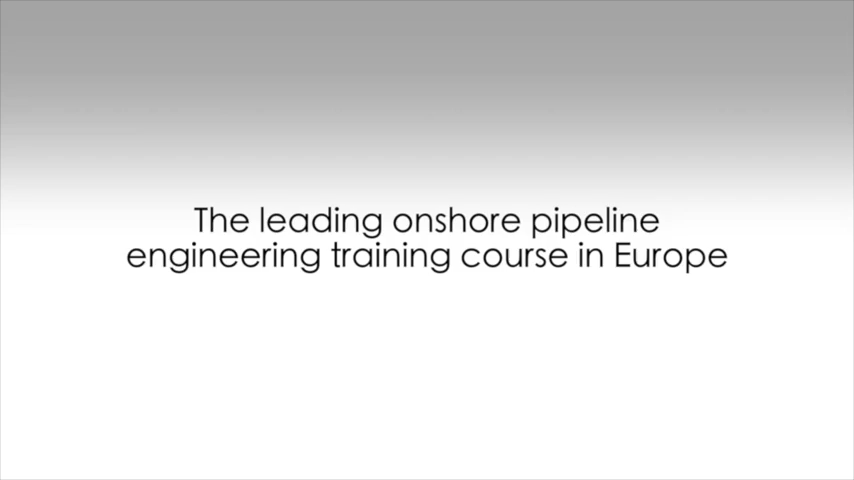 The leading onshore pipeline
engineering training course in Europe